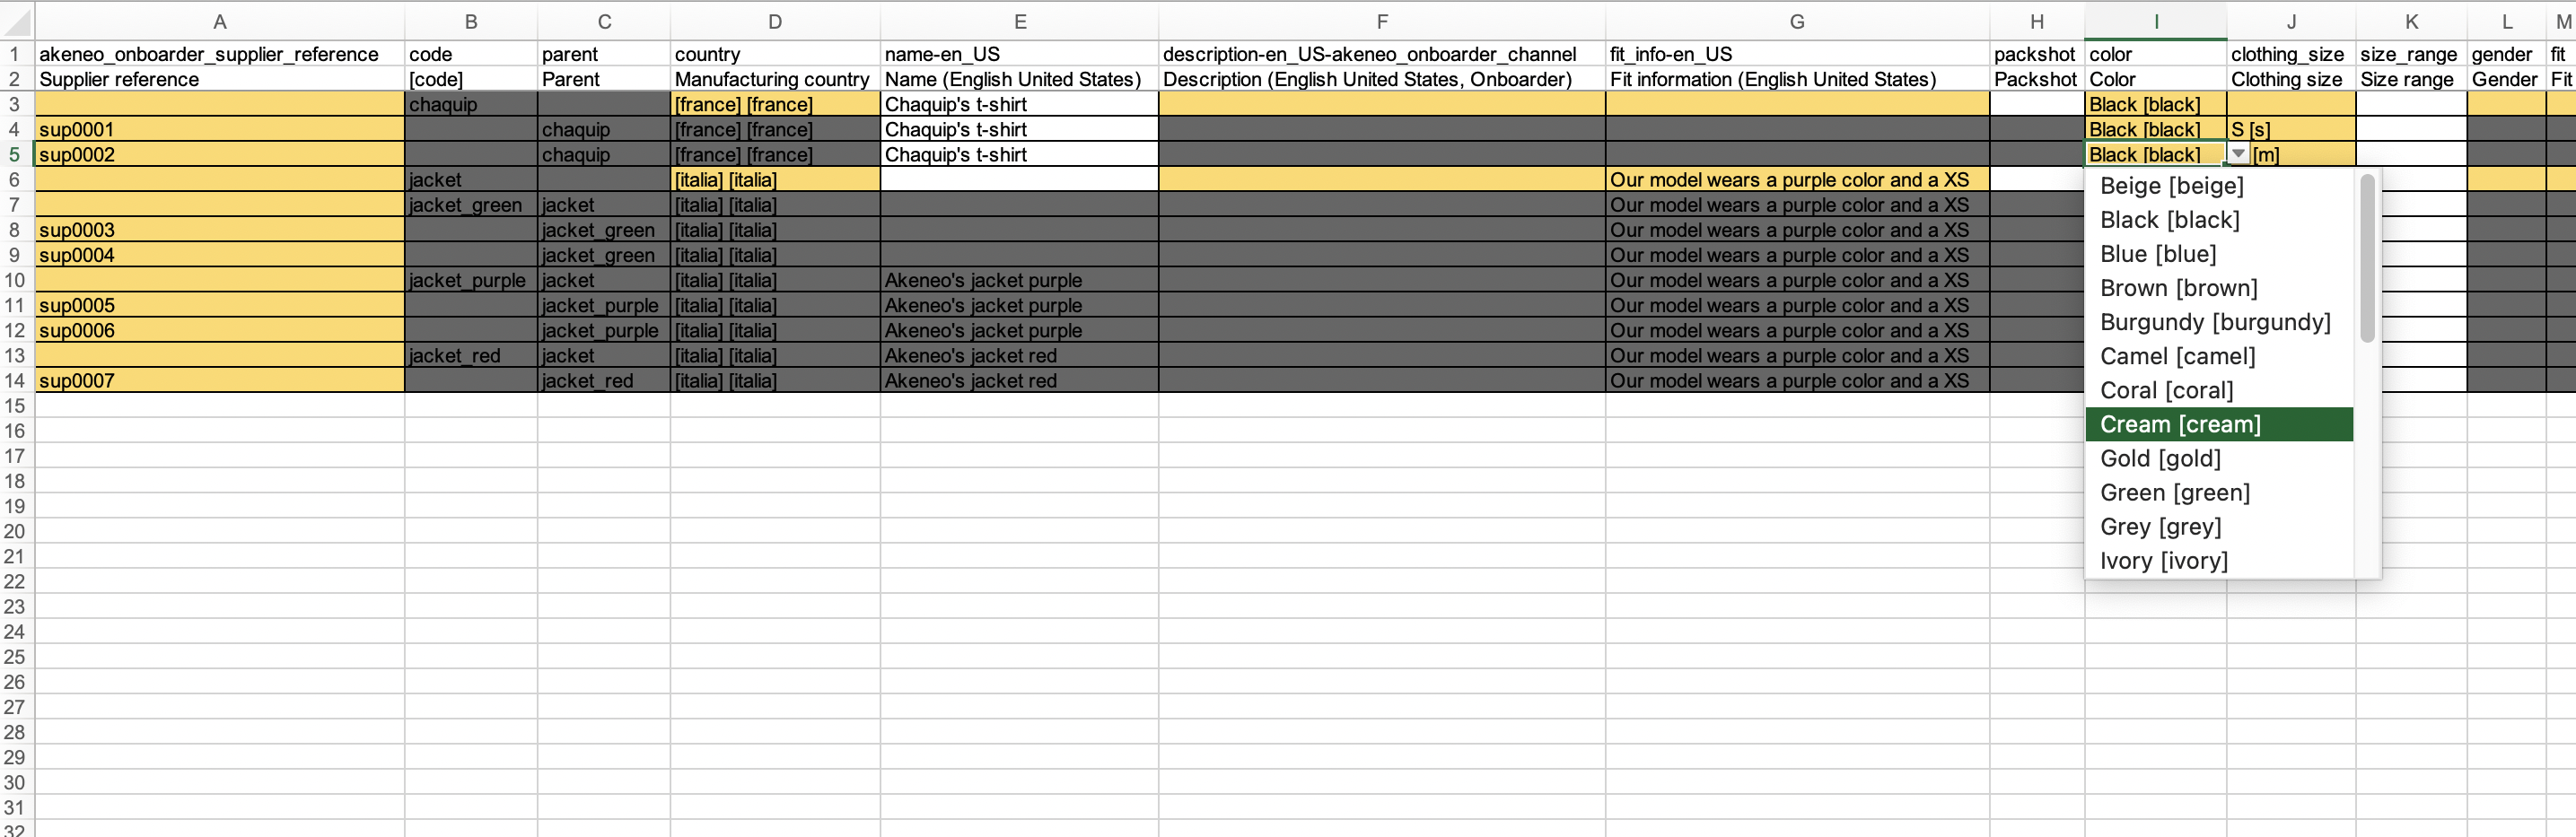 A B C D E F G H I J K L M
1 akeneo_onboarder_supplier_reference code parent country name-en_US description-en_US-akeneo_onboarder_channel fit_info-en_US packshot color clothing_size size_range gender fit
2 Supplier reference [code] Parent Manufacturing country Name (English United States) Description (English United States, Onboarder) Fit information (English United States) Packshot Color Clothing size Size range Gender Fit
3 chaquip [france] [france] Chaquip's t-shirt Black [black]
4 sup0001 chaquip [france] [france] Chaquip's t-shirt Black [black] S [s]
5 sup0002 chaquip [france] [france] Chaquip's t-shirt Black [black] [m]
6 jacket [italia] [italia] Our model wears a purple color and a XS
7 jacket_green jacket [italia] [italia] Our model wears a purple color and a XS
8 sup0003 jacket_green [italia] [italia] Our model wears a purple color and a XS
9 sup0004 jacket_green [italia] [italia] Our model wears a purple color and a XS
10 jacket_purple jacket [italia] [italia] Akeneo's jacket purple Our model wears a purple color and a XS
11 sup0005 jacket_purple [italia] [italia] Akeneo's jacket purple Our model wears a purple color and a XS
12 sup0006 jacket_purple [italia] [italia] Akeneo's jacket purple Our model wears a purple color and a XS
13 jacket_red jacket [italia] [italia] Akeneo's jacket red Our model wears a purple color and a XS
14 sup0007 jacket_red [italia] [italia] Akeneo's jacket red Our model wears a purple color and a XS
15
16
17
18
19
20
21
22
23
24
25
26
27
28
29
30
31
32
Beige [beige]
Black [black]
Blue [blue]
Brown [brown]
Burgundy [burgundy]
Camel [camel]
Coral [coral]
Cream [cream]
Gold [gold]
Green [green]
Grey [grey]
Ivory [ivory]